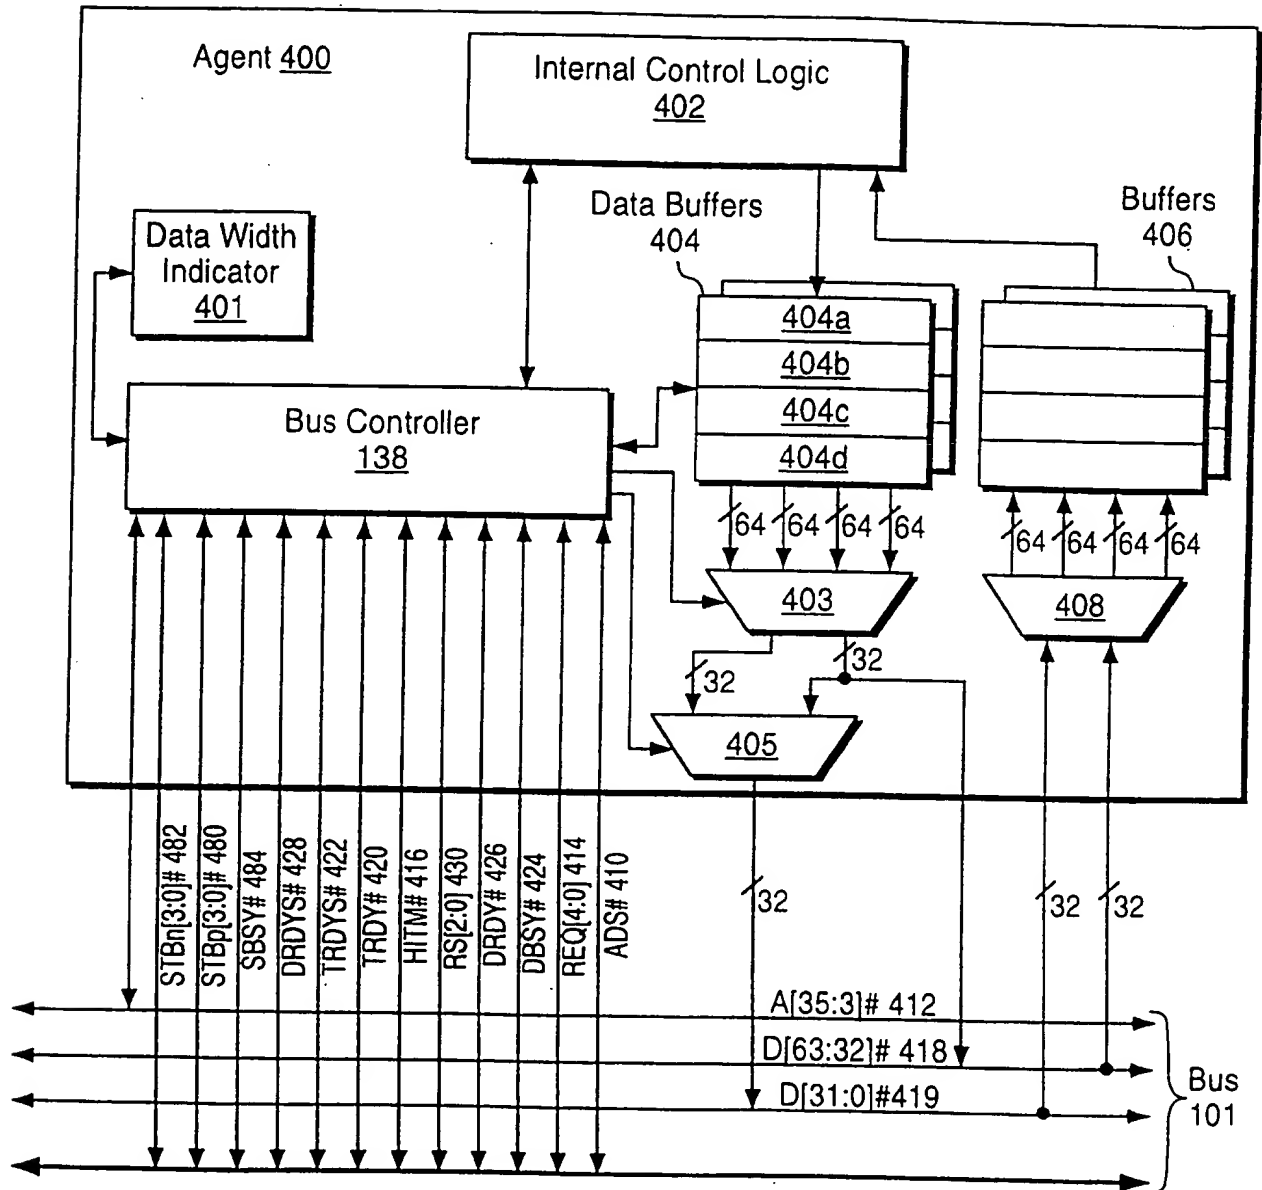 Agent 400
Internal Control Logic
402
Data Width
Indicator
401
Data Buffers
404
Buffers
406
404a
404b
404c
404d
Bus Controller
138
64 64 64 64
64 64 64 64
403
408
32
32
405
STBn[3:0]# 482
STBp[3:0]# 480
SBSY# 484
DRDYS# 428
TRDYS# 422
TRDY# 420
HITM# 416
RS[2:0] 430
DRDY# 426
DBSY# 424
REQ[4:0] 414
ADS# 410
32
32
32
A[35:3]# 412
D[63:32]# 418
D[31:0]#419
Bus
101